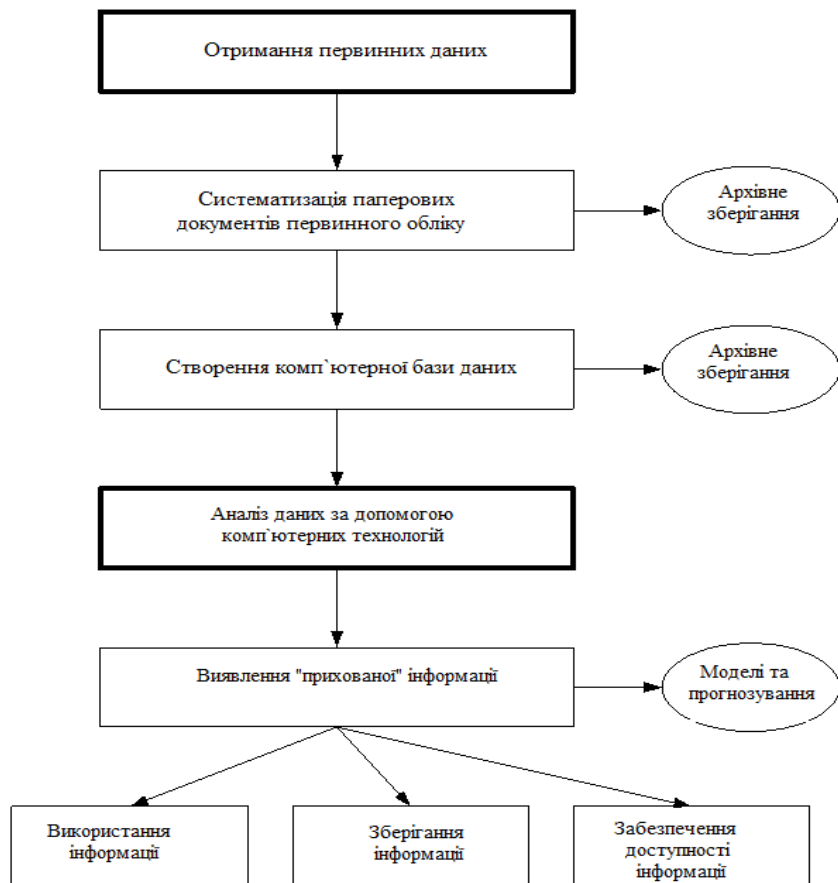 Отримання первинних даних
Систематизація паперових
документів первинного обліку
Архівне
зберігання
Створення комп`ютерної бази даних
Архівне
зберігання
Аналіз даних за допомогою
комп`ютерних технологій
Виявлення "прихованої" інформації
Моделі та
прогнозування
Використання
інформації
Зберігання
інформації
Забезпечення
доступності
інформації